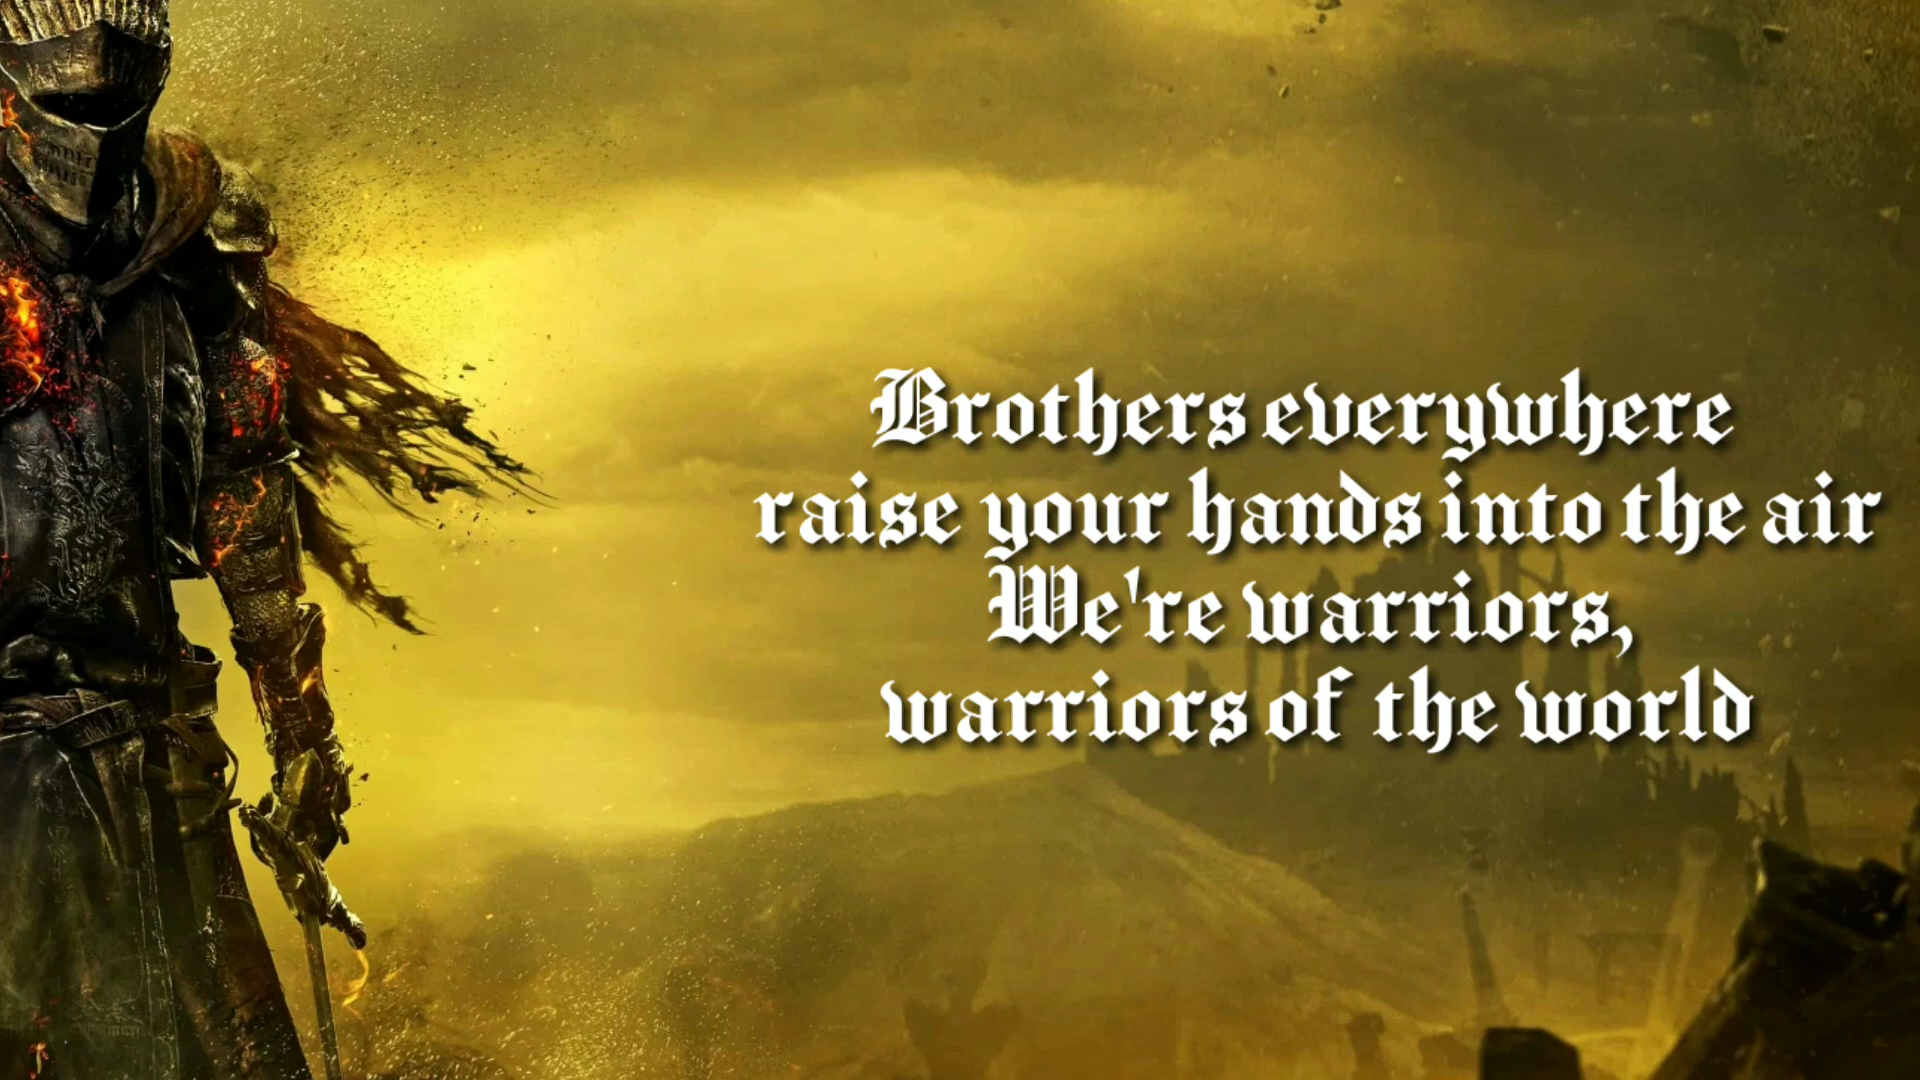 Brothers everywhere
raise your hands into the air
We're warriors,
warriors of the world